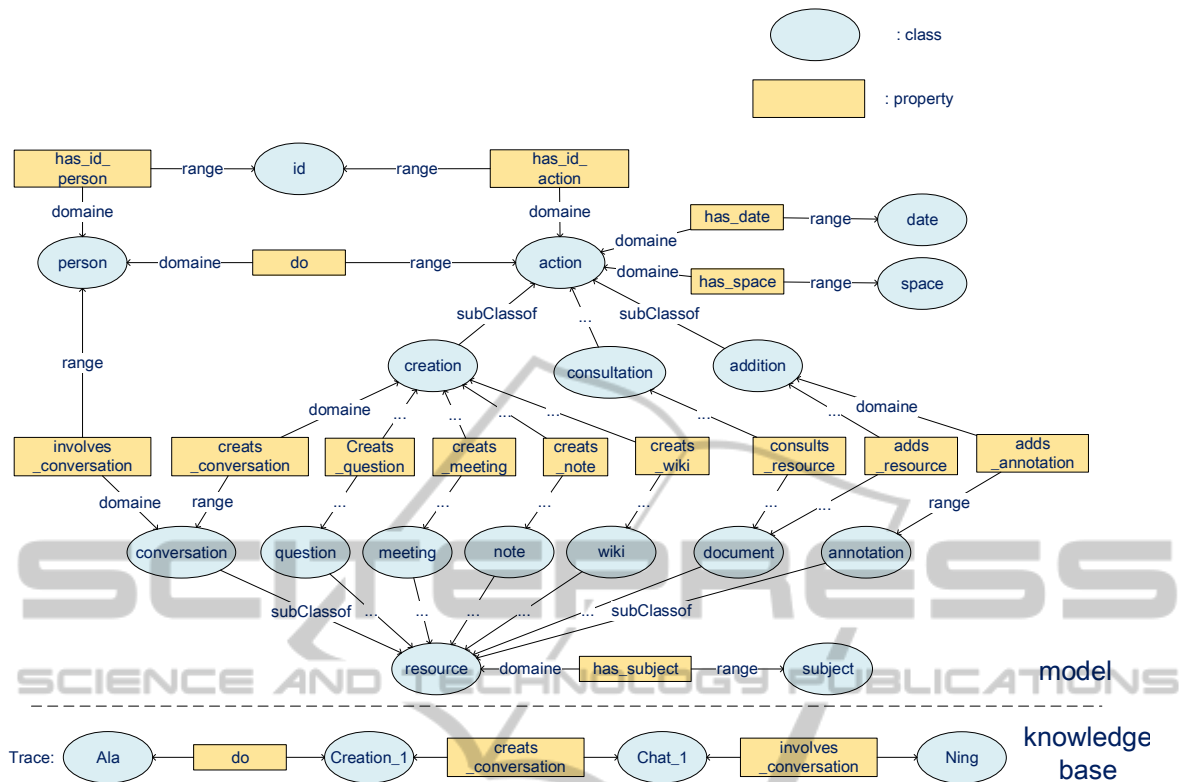 : class
: property
has_id_
person
range
id
range
has_id_
action
domaine
domaine
has_date
range
date
domaine
person
domaine
do
range
action
domaine
has_space
range
space
subClassof
...
subClassof
range
creation
consultation
addition
domaine
...
...
...
...
...
...
domaine
involves
_conversation
creats
_conversation
Creats
_question
creats
_meeting
creats
_note
creats
_wiki
consults
_resource
adds
_resource
adds
_annotation
domaine
range
...
...
...
...
...
...
range
conversation
question
meeting
note
wiki
document
annotation
subClassof
...
...
...
...
...
subClassof
resource
domaine
has_subject
range
subject
model
SCITEPRESS
SCIENCE AND TECHNOLOGY PUBLICATIONS
Trace:
Ala
do
Creation_1
creats
_conversation
Chat_1
involves
_conversation
Ning
knowledge
base